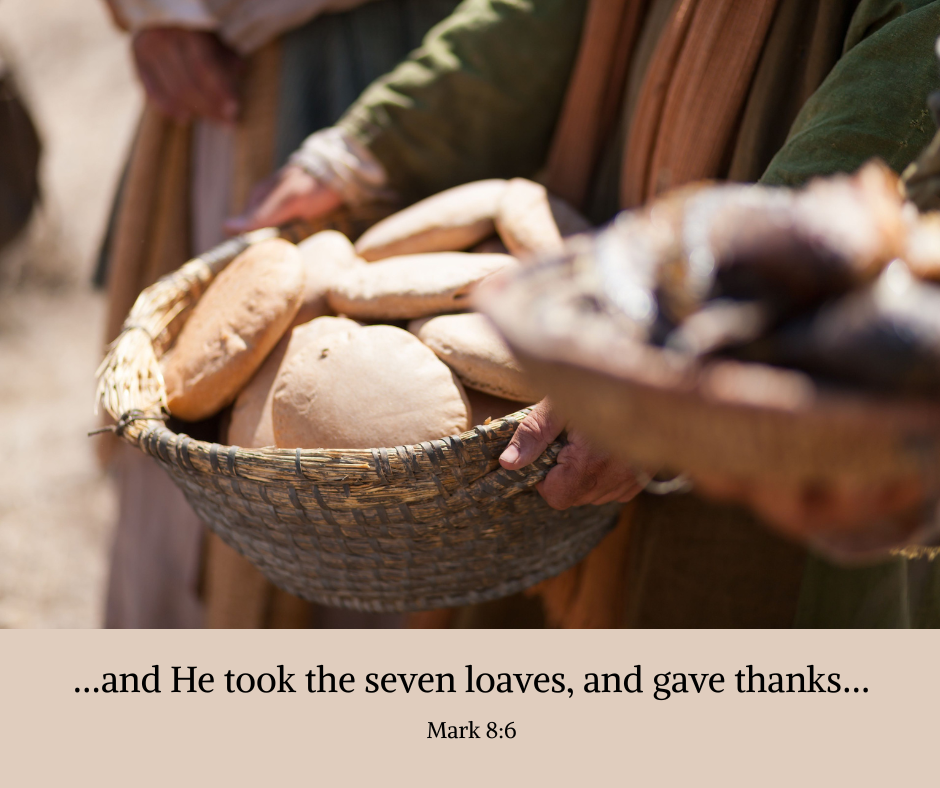 ...and He took the seven loaves, and gave thanks...
Mark 8:6